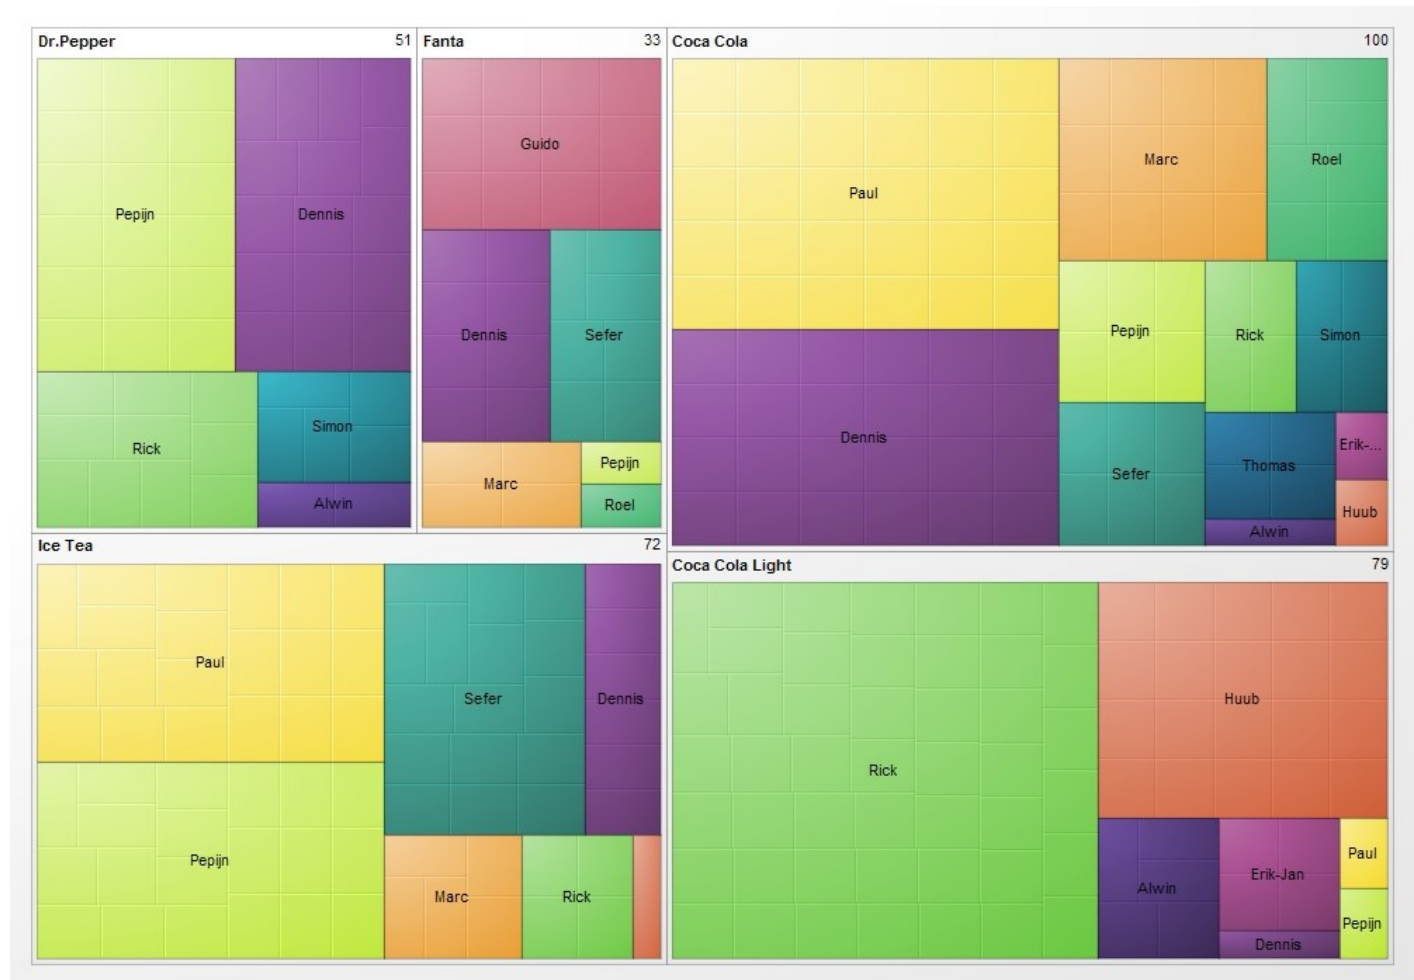 Dr.Pepper 51
Pepijn
Dennis
Rick
Simon
Alwin
Fanta 33
Guido
Dennis
Sefer
Marc
Pepijn
Roel
Coca Cola 100
Paul
Marc
Roel
Dennis
Pepijn
Rick
Simon
Sefer
Thomas
Erik-...
Huub
Alwin
Ice Tea 72
Paul
Sefer
Dennis
Pepijn
Marc
Rick
Coca Cola Light 79
Rick
Huub
Alwin
Erik-Jan
Paul
Pepijn
Dennis